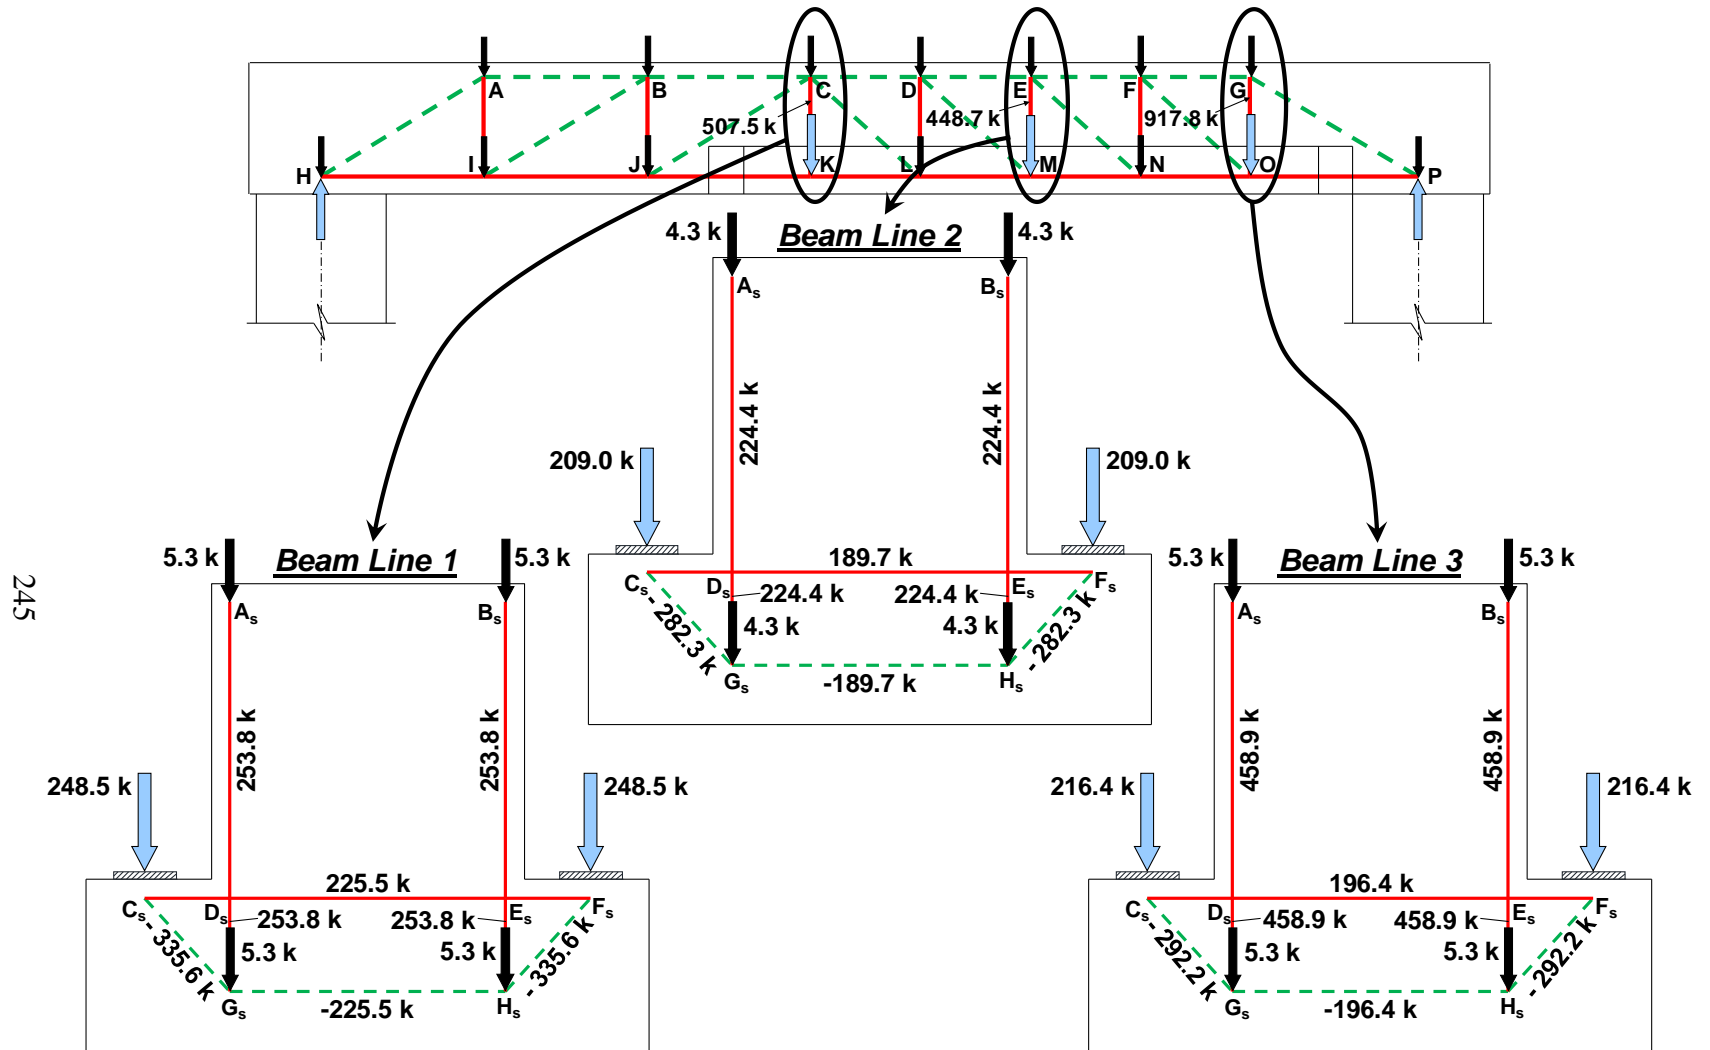 A B C D E F G
507.5 k 448.7 k 917.8 k
H I J K L M N O P
Beam Line 2
4.3 k 4.3 k
As Bs
224.4 k 224.4 k
209.0 k 209.0 k
189.7 k
Cs Ds Es Fs
224.4 k 224.4 k
4.3 k 4.3 k
- 282.3 k - 282.3 k
Gs Hs
-189.7 k
Beam Line 1
5.3 k 5.3 k
As Bs
253.8 k 253.8 k
248.5 k 248.5 k
225.5 k
Cs Ds Es Fs
253.8 k 253.8 k
5.3 k 5.3 k
- 335.6 k - 335.6 k
Gs Hs
-225.5 k
Beam Line 3
5.3 k 5.3 k
As Bs
458.9 k 458.9 k
216.4 k 216.4 k
196.4 k
Cs Ds Es Fs
458.9 k 458.9 k
5.3 k 5.3 k
- 292.2 k -292.2 k
Gs Hs
-196.4 k
245